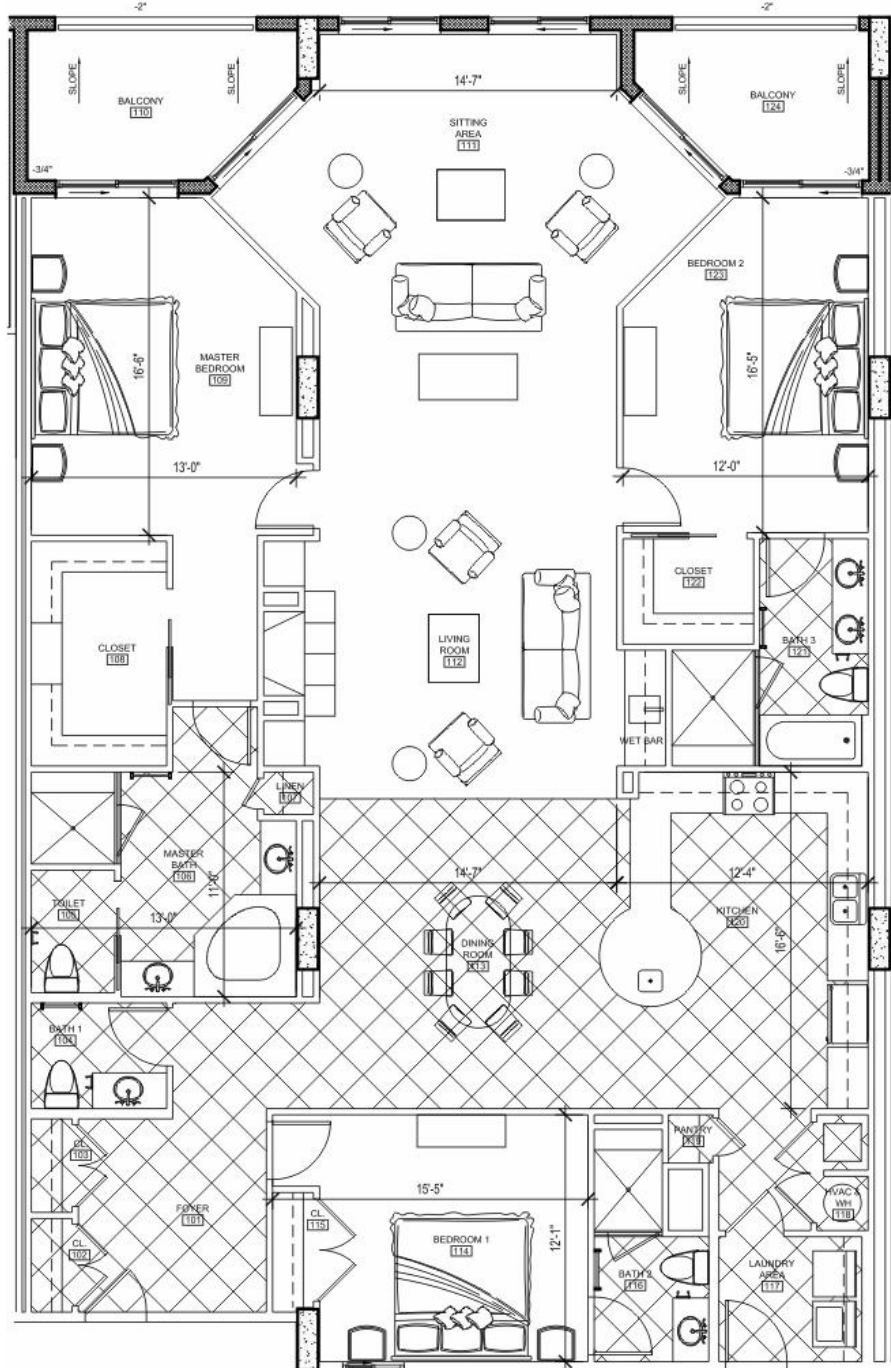 -2"
-2"
SLOPE
SLOPE
SLOPE
SLOPE
BALCONY
110
14'-7"
BALCONY
124
SITTING
AREA
111
-3/4"
-3/4"
BEDROOM 2
123
MASTER
BEDROOM
109
16'-6"
16'-5"
13'-0"
12'-0"
CLOSET
122
CLOSET
108
LIVING
ROOM
112
BATH 3
121
WET BAR
LINEN
107
MASTER
BATH
106
11'-0"
14'-7"
12'-4"
TOILET
105
13'-0"
KITCHEN
120
16'-6"
DINING
ROOM
113
BATH 1
104
CL.
103
PANTRY
119
FOYER
101
15'-5"
CL.
115
HVAC &
WH
118
CL.
102
BEDROOM 1
114
12'-1"
BATH 2
116
LAUNDRY
AREA
117